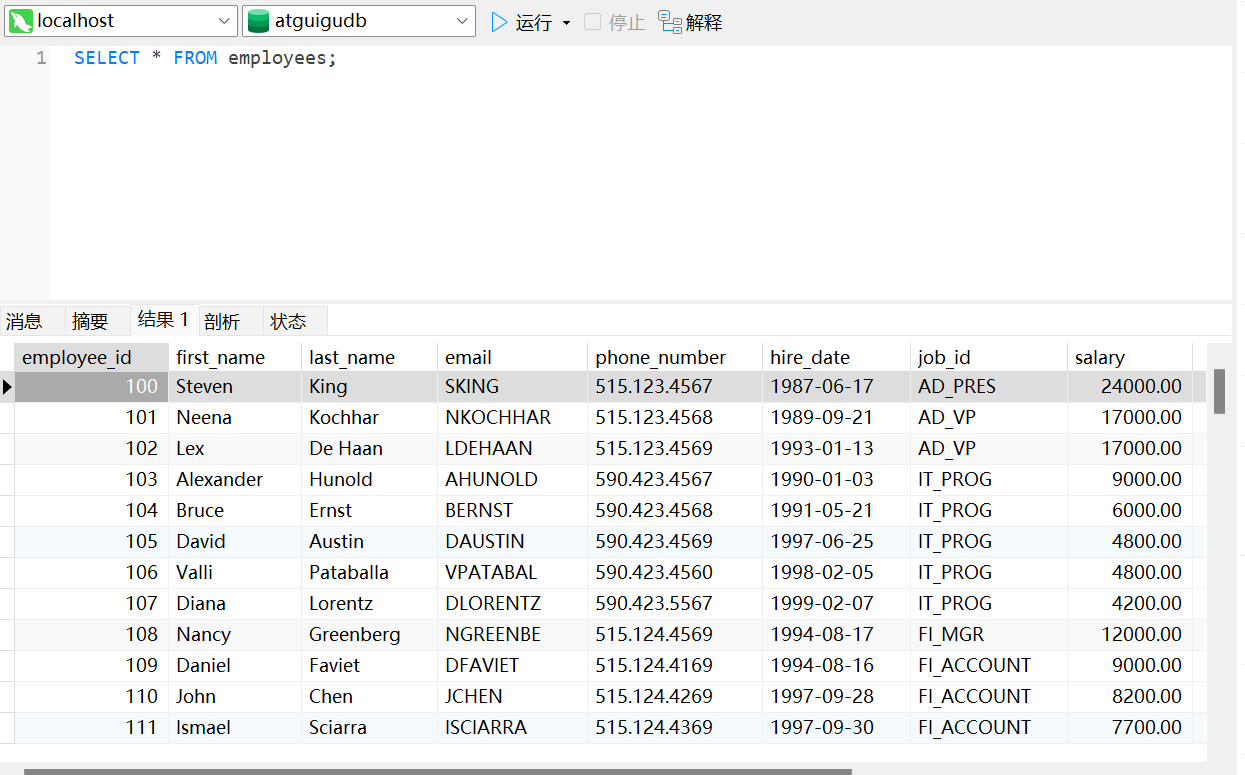 localhost atguigudb 运行 停止 解释
1 SELECT * FROM employees;
消息 摘要 结果 1 剖析 状态
employee_id first_name last_name email phone_number hire_date job_id salary
100 Steven King SKING 515.123.4567 1987-06-17 AD_PRES 24000.00
101 Neena Kochhar NKOCHHAR 515.123.4568 1989-09-21 AD_VP 17000.00
102 Lex De Haan LDEHAAN 515.123.4569 1993-01-13 AD_VP 17000.00
103 Alexander Hunold AHUNOLD 590.423.4567 1990-01-03 IT_PROG 9000.00
104 Bruce Ernst BERNST 590.423.4568 1991-05-21 IT_PROG 6000.00
105 David Austin DAUSTIN 590.423.4569 1997-06-25 IT_PROG 4800.00
106 Valli Pataballa VPATABAL 590.423.4560 1998-02-05 IT_PROG 4800.00
107 Diana Lorentz DLORENTZ 590.423.5567 1999-02-07 IT_PROG 4200.00
108 Nancy Greenberg NGREENBE 515.124.4569 1994-08-17 FI_MGR 12000.00
109 Daniel Faviet DFAVIET 515.124.4169 1994-08-16 FI_ACCOUNT 9000.00
110 John Chen JCHEN 515.124.4269 1997-09-28 FI_ACCOUNT 8200.00
111 Ismael Sciarra ISCIARRA 515.124.4369 1997-09-30 FI_ACCOUNT 7700.00